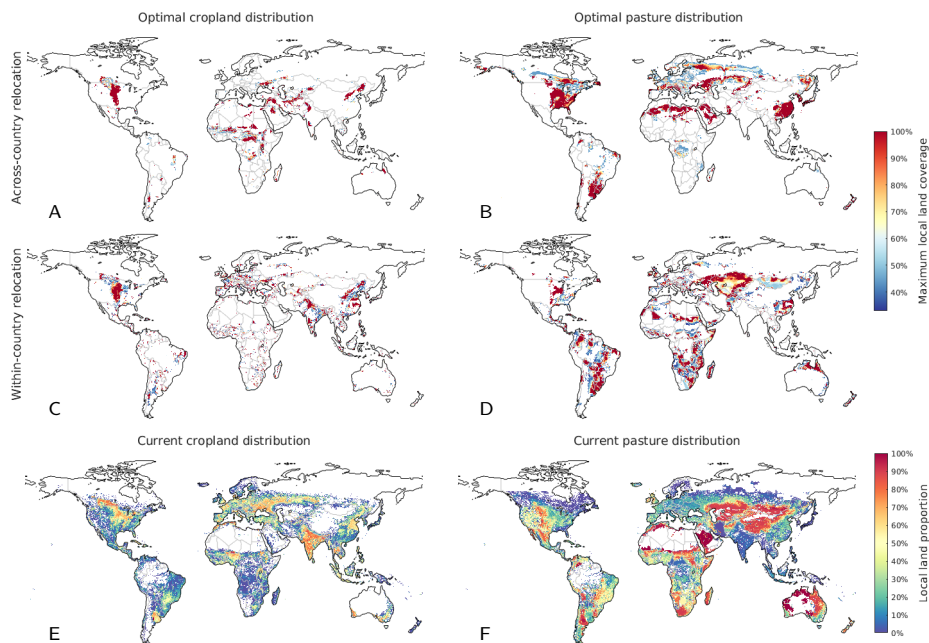 Optimal cropland distribution
Optimal pasture distribution
Across-country relocation
A
B
100%
90%
80%
70%
60%
50%
40%
Maximum local land coverage
Within-country relocation
C
D
Current cropland distribution
Current pasture distribution
E
F
100%
90%
80%
70%
60%
50%
40%
30%
20%
10%
0%
Local land proportion